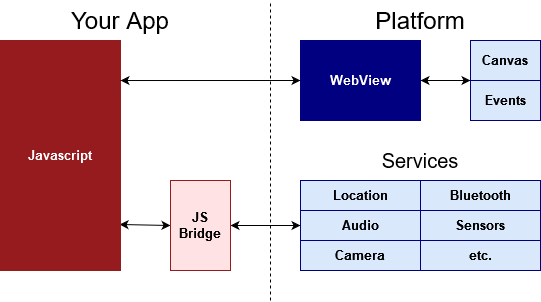 Your App
Platform
Javascript
WebView
Canvas
Events
JS
Bridge
Services
Location
Bluetooth
Audio
Sensors
Camera
etc.